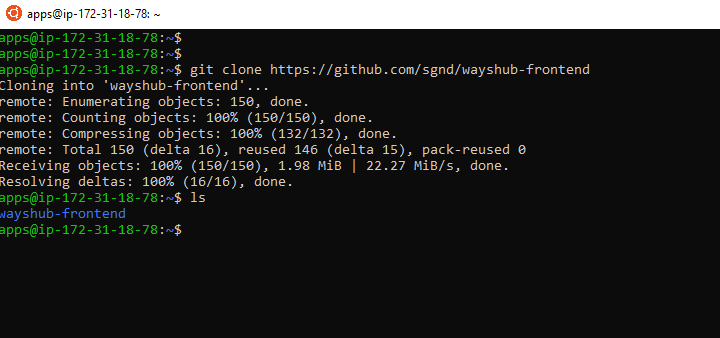 apps@ip-172-31-18-78: ~
apps@ip-172-31-18-78:~$
apps@ip-172-31-18-78:~$
apps@ip-172-31-18-78:~$ git clone https://github.com/sgnd/wayshub-frontend
Cloning into 'wayshub-frontend'...
remote: Enumerating objects: 150, done.
remote: Counting objects: 100% (150/150), done.
remote: Compressing objects: 100% (132/132), done.
remote: Total 150 (delta 16), reused 146 (delta 15), pack-reused 0
Receiving objects: 100% (150/150), 1.98 MiB | 22.27 MiB/s, done.
Resolving deltas: 100% (16/16), done.
apps@ip-172-31-18-78:~$ ls
wayshub-frontend
apps@ip-172-31-18-78:~$